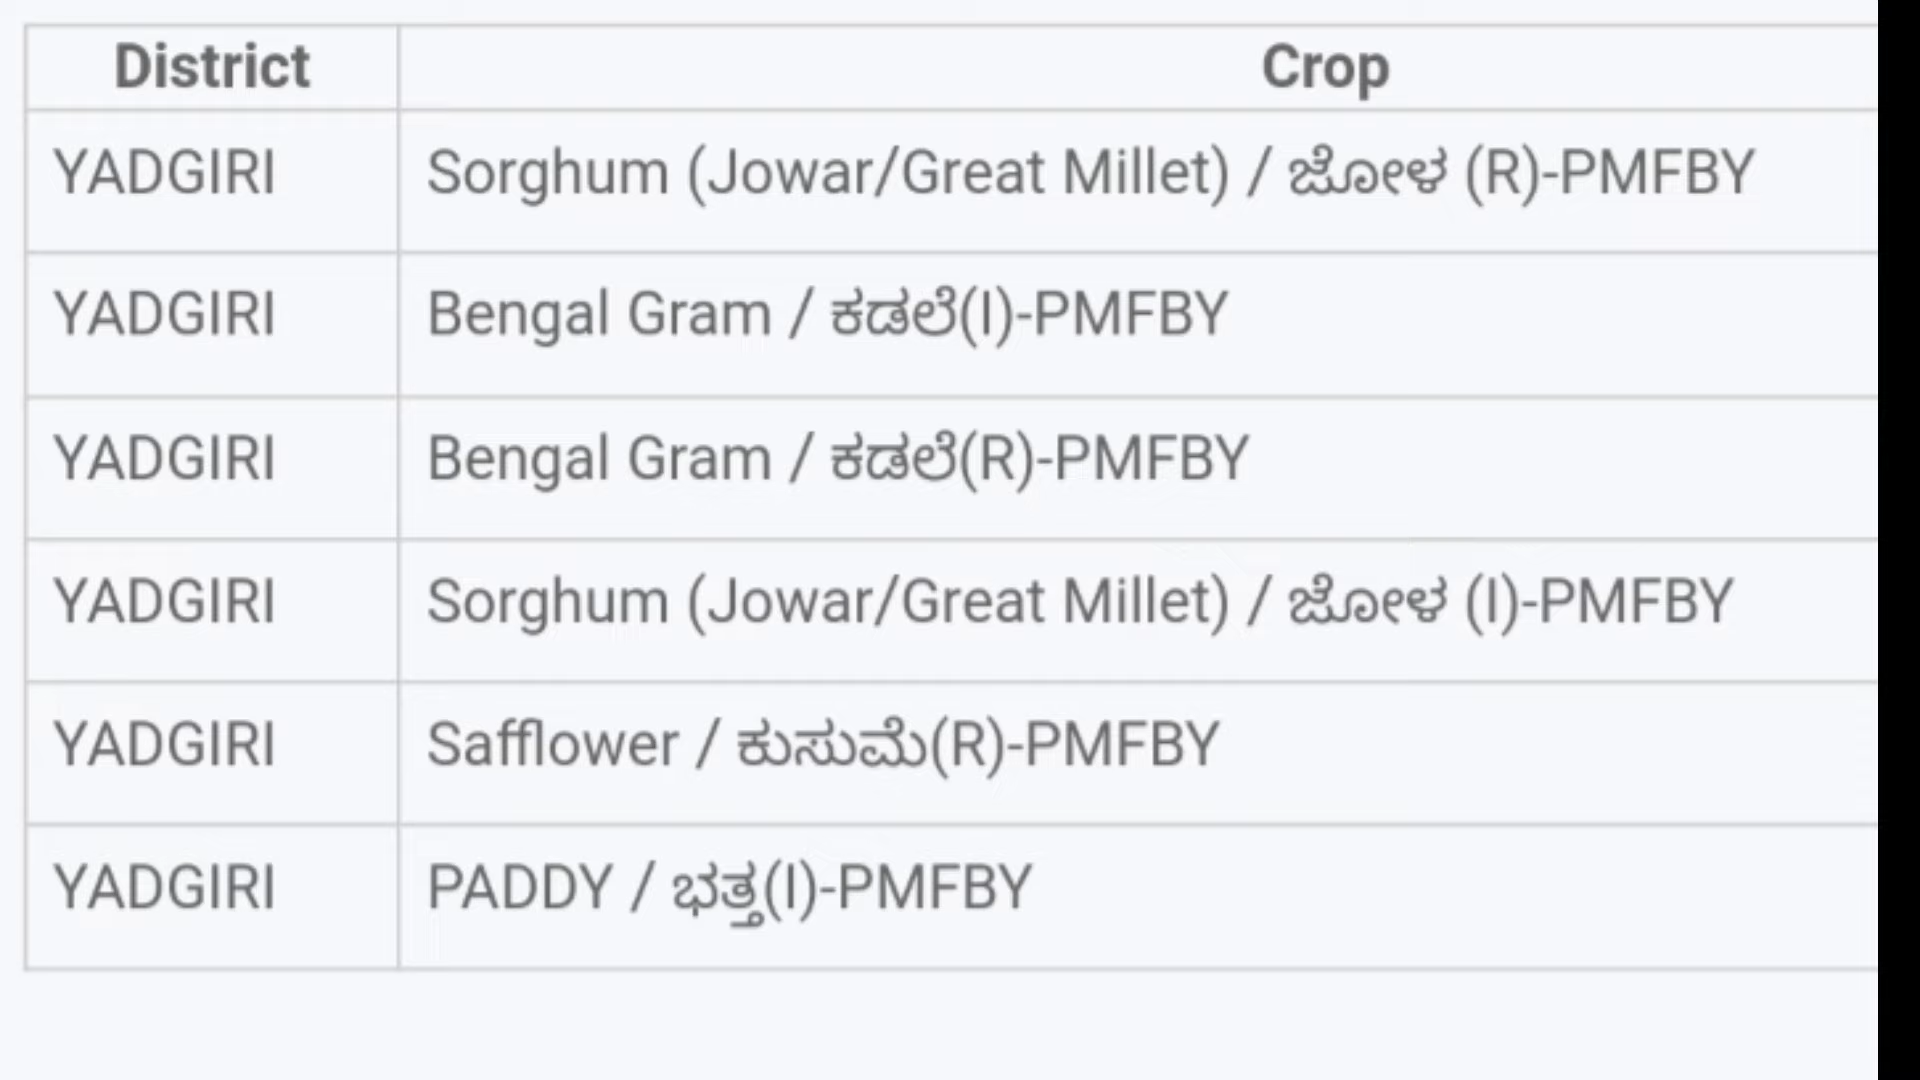 District Crop
YADGIRI Sorghum (Jowar/Great Millet) / ಜೋಳ (R)-PMFBY
YADGIRI Bengal Gram / ಕಡಲೆ(I)-PMFBY
YADGIRI Bengal Gram / ಕಡಲೆ(R)-PMFBY
YADGIRI Sorghum (Jowar/Great Millet) / ಜೋಳ (I)-PMFBY
YADGIRI Safflower / ಕುಸುಮೆ(R)-PMFBY
YADGIRI PADDY / ಭತ್ತ(I)-PMFBY